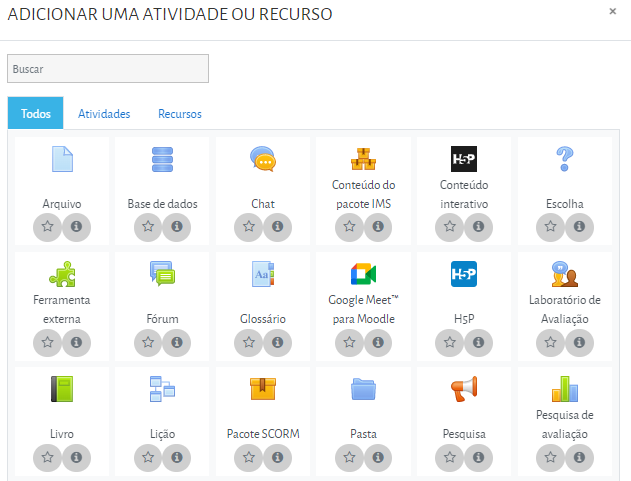 ADICIONAR UMA ATIVIDADE OU RECURSO
×
Buscar
Todos Atividades Recursos
Arquivo
Base de dados
Chat
Conteúdo do
pacote IMS
H5P
Conteúdo
interativo
Escolha
Ferramenta
externa
Fórum
Aa
Glossário
Google Meet™
para Moodle
H5P
H5P
Laboratório de
Avaliação
Livro
Lição
Pacote SCORM
Pasta
Pesquisa
Pesquisa de
avaliação